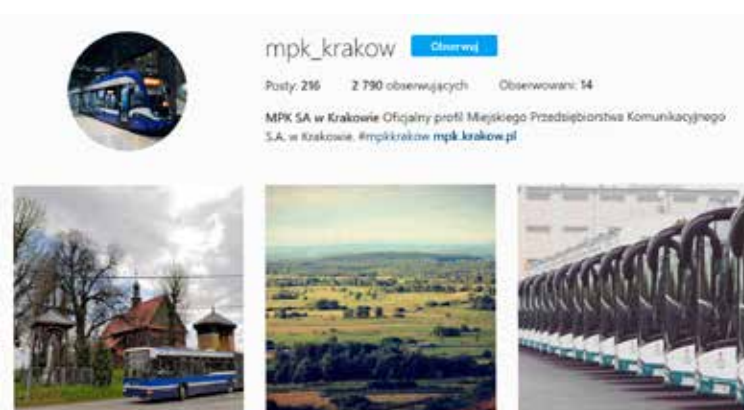 mpk_krakow Obserwuj
Posty: 216 2 790 obserwujących Obserwowani: 14
MPK SA w Krakowie Oficjalny profil Miejskiego Przedsiębiorstwa Komunikacyjnego
S.A. w Krakowie. #mpkkrakow mpk.krakow.pl